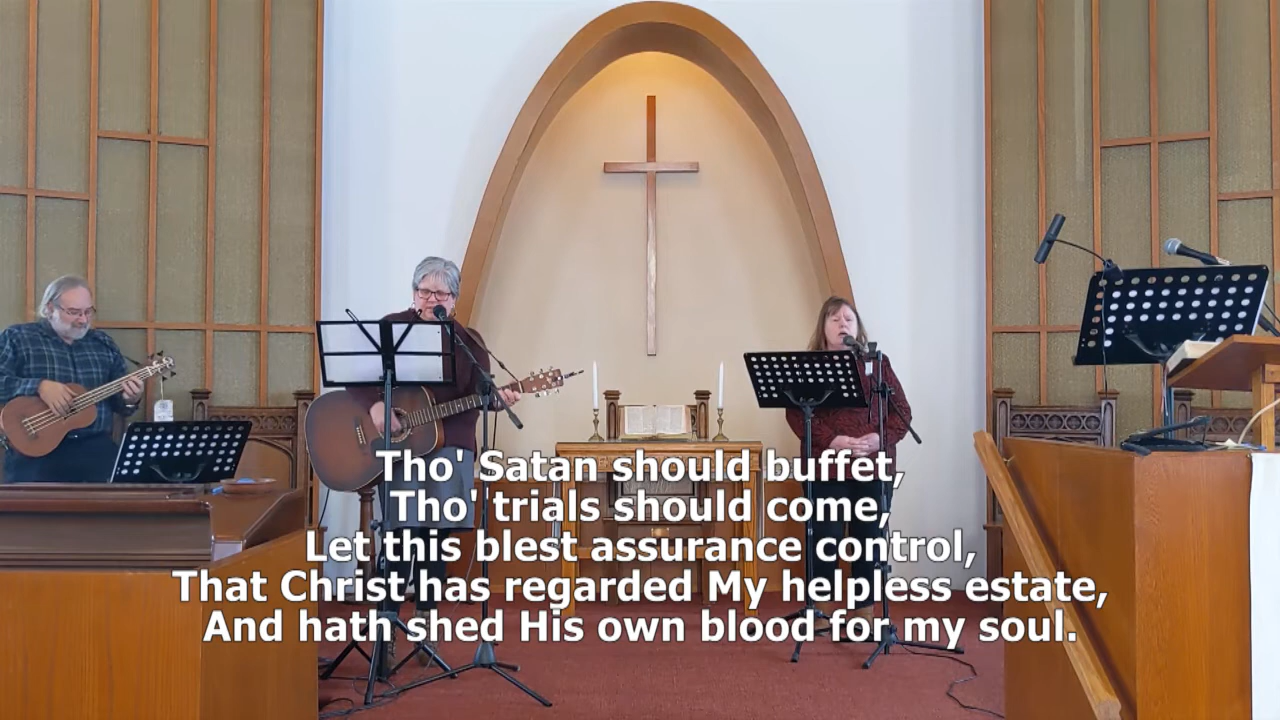 Tho' Satan should buffet,
Tho' trials should come,
Let this blest assurance control,
That Christ has regarded My helpless estate,
And hath shed His own blood for my soul.